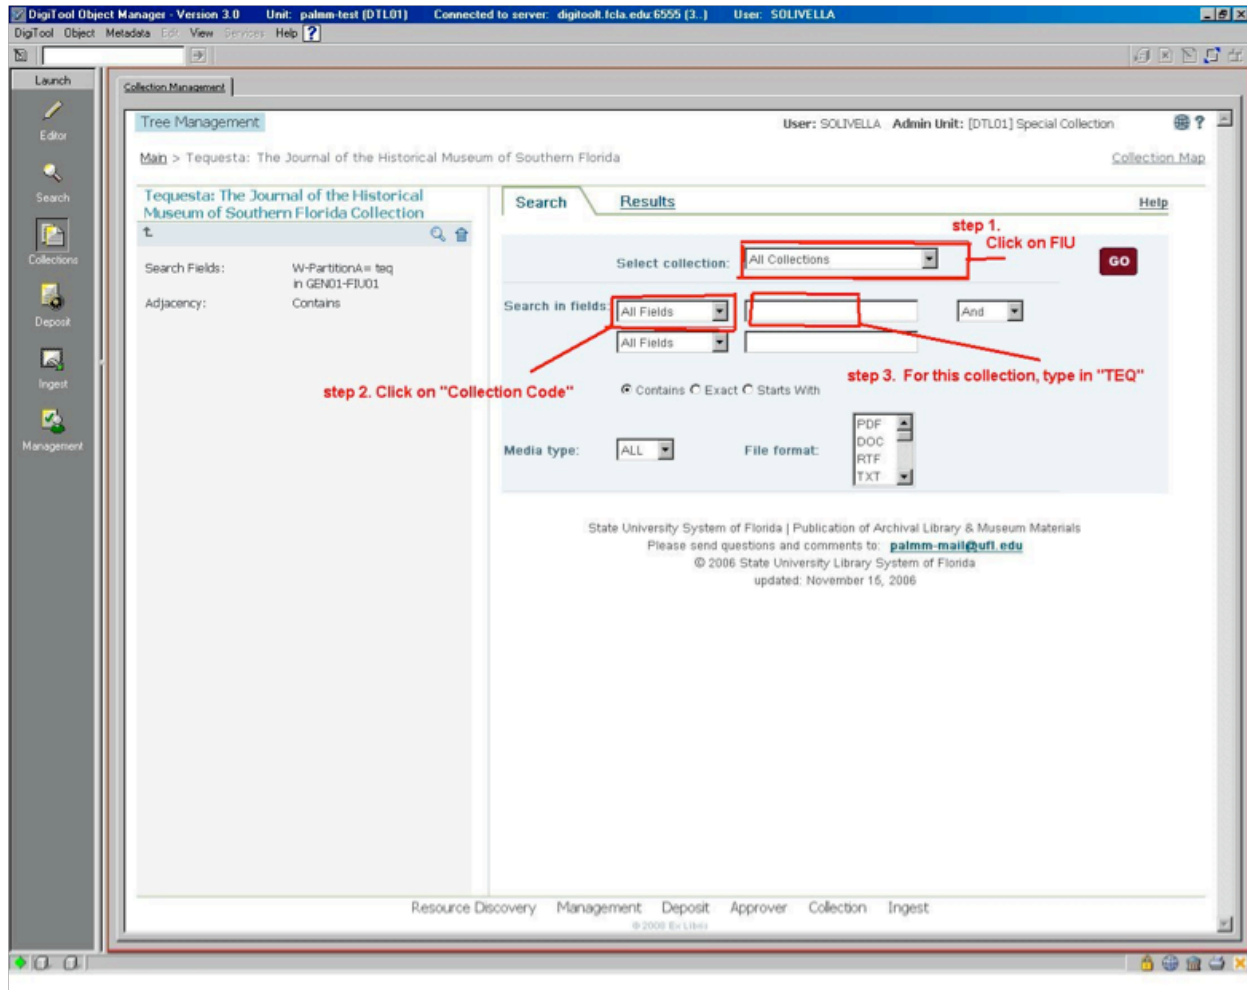 DigiTool Object Manager - Version 3.0 Unit: palmm-test (DTL01) Connected to server: digitoolt.fcla.edu:6555 (3..) User: SOLIVELLA
DigiTool Object Metadata Edit View Services Help ?
Launch
Editor
Search
Collections
Deposit
Ingest
Management
Collection Management
Tree Management
User: SOLIVELLA Admin Unit: [DTL01] Special Collection ?
Main > Tequesta: The Journal of the Historical Museum of Southern Florida
Collection Map
Tequesta: The Journal of the Historical
Museum of Southern Florida Collection
Search Fields: W-PartitionA= teq
in GEN01-FIU01
Adjacency: Contains
Search Results Help
step 1.
Click on FIU
Select collection: All Collections GO
Search in fields: All Fields And
All Fields
step 2. Click on "Collection Code"
step 3. For this collection, type in "TEQ"
Contains Exact Starts With
Media type: ALL File format: PDF
DOC
RTF
TXT
State University System of Florida | Publication of Archival Library & Museum Materials
Please send questions and comments to: palmm-mail@ufl.edu
© 2006 State University Library System of Florida
updated: November 15, 2006
Resource Discovery Management Deposit Approver Collection Ingest
© 2000 Ex Libris